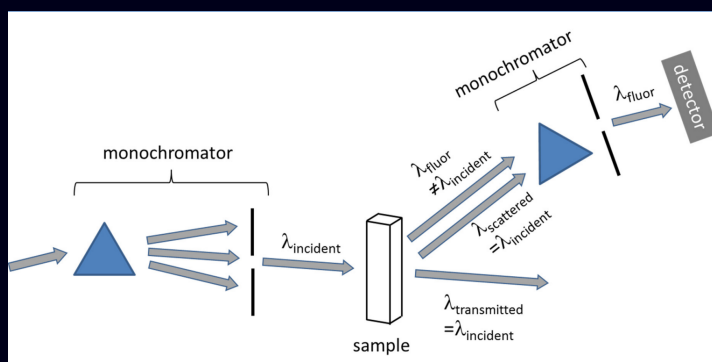 monochromator
λfluor
detector
monochromator
λfluor
≠λincident
λincident
λscattered
=λincident
λtransmitted
=λincident
sample